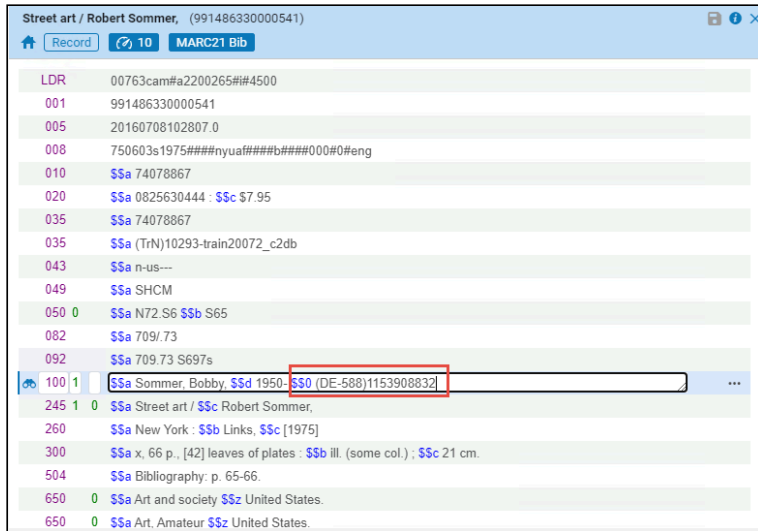 Street art / Robert Sommer, (991486330000541)
Record 10 MARC21 Bib
LDR 00763cam#a2200265#i#4500
001 991486330000541
005 20160708102807.0
008 750603s1975####nyuaf####b####000#0#eng
010 $$a 74078867
020 $$a 0825630444 : $$c $7.95
035 $$a 74078867
035 $$a (TrN)10293-train20072_c2db
043 $$a n-us---
049 $$a SHCM
050 0 $$a N72.S6 $$b S65
082 $$a 709/.73
092 $$a 709.73 S697s
100 1 $$a Sommer, Bobby, $$d 1950- $$0 (DE-588)1153908832
245 1 0 $$a Street art / $$c Robert Sommer,
260 $$a New York : $$b Links, $$c [1975]
300 $$a x, 66 p., [42] leaves of plates : $$b ill. (some col.) ; $$c 21 cm.
504 $$a Bibliography: p. 65-66.
650 0 $$a Art and society $$z United States.
650 0 $$a Art, Amateur $$z United States.